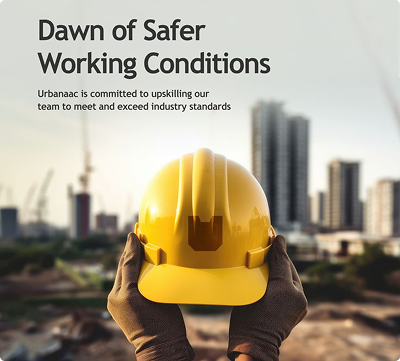 Dawn of Safer
Working Conditions
Urbanaac is committed to upskilling our
team to meet and exceed industry standards